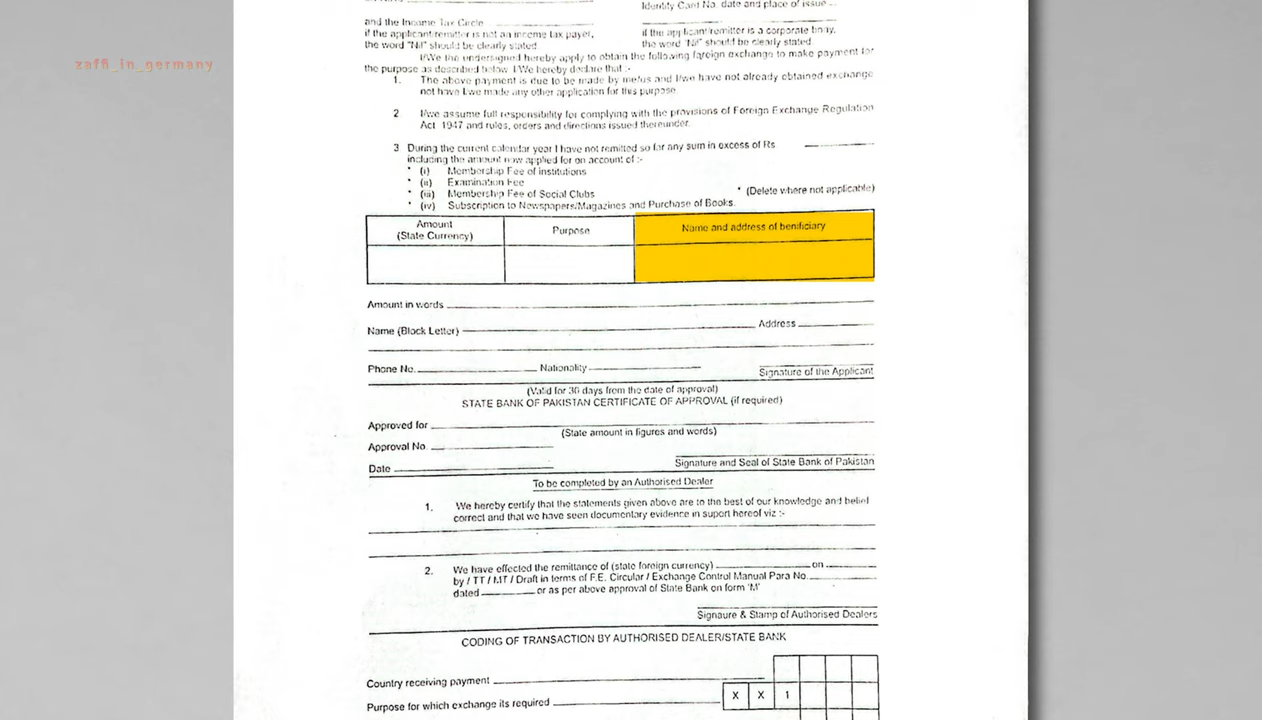 Identity Card No. date and place of issue ...
and the Income Tax Circle
if the applicant remitter is not an income tax payer,
the word "Nil" should be clearly stated
if the applicant remitter is a corporate body,
the word 'Nil' should be clearly stated.
zaffi_in_germany
I/We the undersigned hereby apply to obtain the following foreign exchange to make payment for
the purpose as described below I We hereby declare that :-
1. The above payment is due to be made by me/us and I/we have not already obtained exchange
not have I.we made any other application for this purpose.
2 I/we assume full responsibility for complying with the provisions of Foreign Exchange Regulation
Act 1947 and rules, orders and directions issued thereunder.
3 During the current calendar year I have not remitted so far any sum in excess of Rs
including the amount now applied for on account of :-
* (i) Membership Fee of institutions
* (ii) Examination Fee
* (iii) Membership Fee of Social Clubs * (Delete where not applicable)
* (iv) Subscription to Newspapers/Magazines and Purchase of Books.
Amount
(State Currency)
Purpose
Name and address of benificiary
Amount in words
Name (Block Letter) Address
Phone No. Nationality
Signature of the Applicant
(Valid for 30 days from the date of approval)
STATE BANK OF PAKISTAN CERTIFICATE OF APPROVAL (if required)
Approved for
(State amount in figures and words)
Approval No.
Date Signature and Seal of State Bank of Pakistan
To be completed by an Authorised Dealer
1. We hereby certify that the statements given above are to the best of our knowledge and belief
correct and that we have seen documentary evidence in suport hereof viz :-
2. We have effected the remittance of (state foreign currency) on
by / TT / MT / Draft in terms of F.E. Circular / Exchange Control Manual Para No.
dated or as per above approval of State Bank on form 'M'
Signaure & Stamp of Authorised Dealers
CODING OF TRANSACTION BY AUTHORISED DEALER/STATE BANK
Country receiving payment
Purpose for which exchange its required X X 1